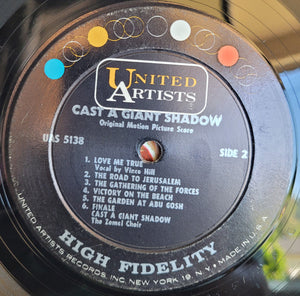 UNITED
ARTISTS
CAST A GIANT SHADOW
Original Motion Picture Score
UAS 5138
SIDE 2
1. LOVE ME TRUE
Vocal by Vince Hill
2. THE ROAD TO JERUSALEM
3. THE GATHERING OF THE FORCES
4. VICTORY ON THE BEACH
5. THE GARDEN AT ABU GOSH
6. FINALE
CAST A GIANT SHADOW
The Zemel Choir
HIGH FIDELITY
UNITED ARTISTS RECORDS, INC. NEW YORK 19, N.Y. • MADE IN U.S.A.